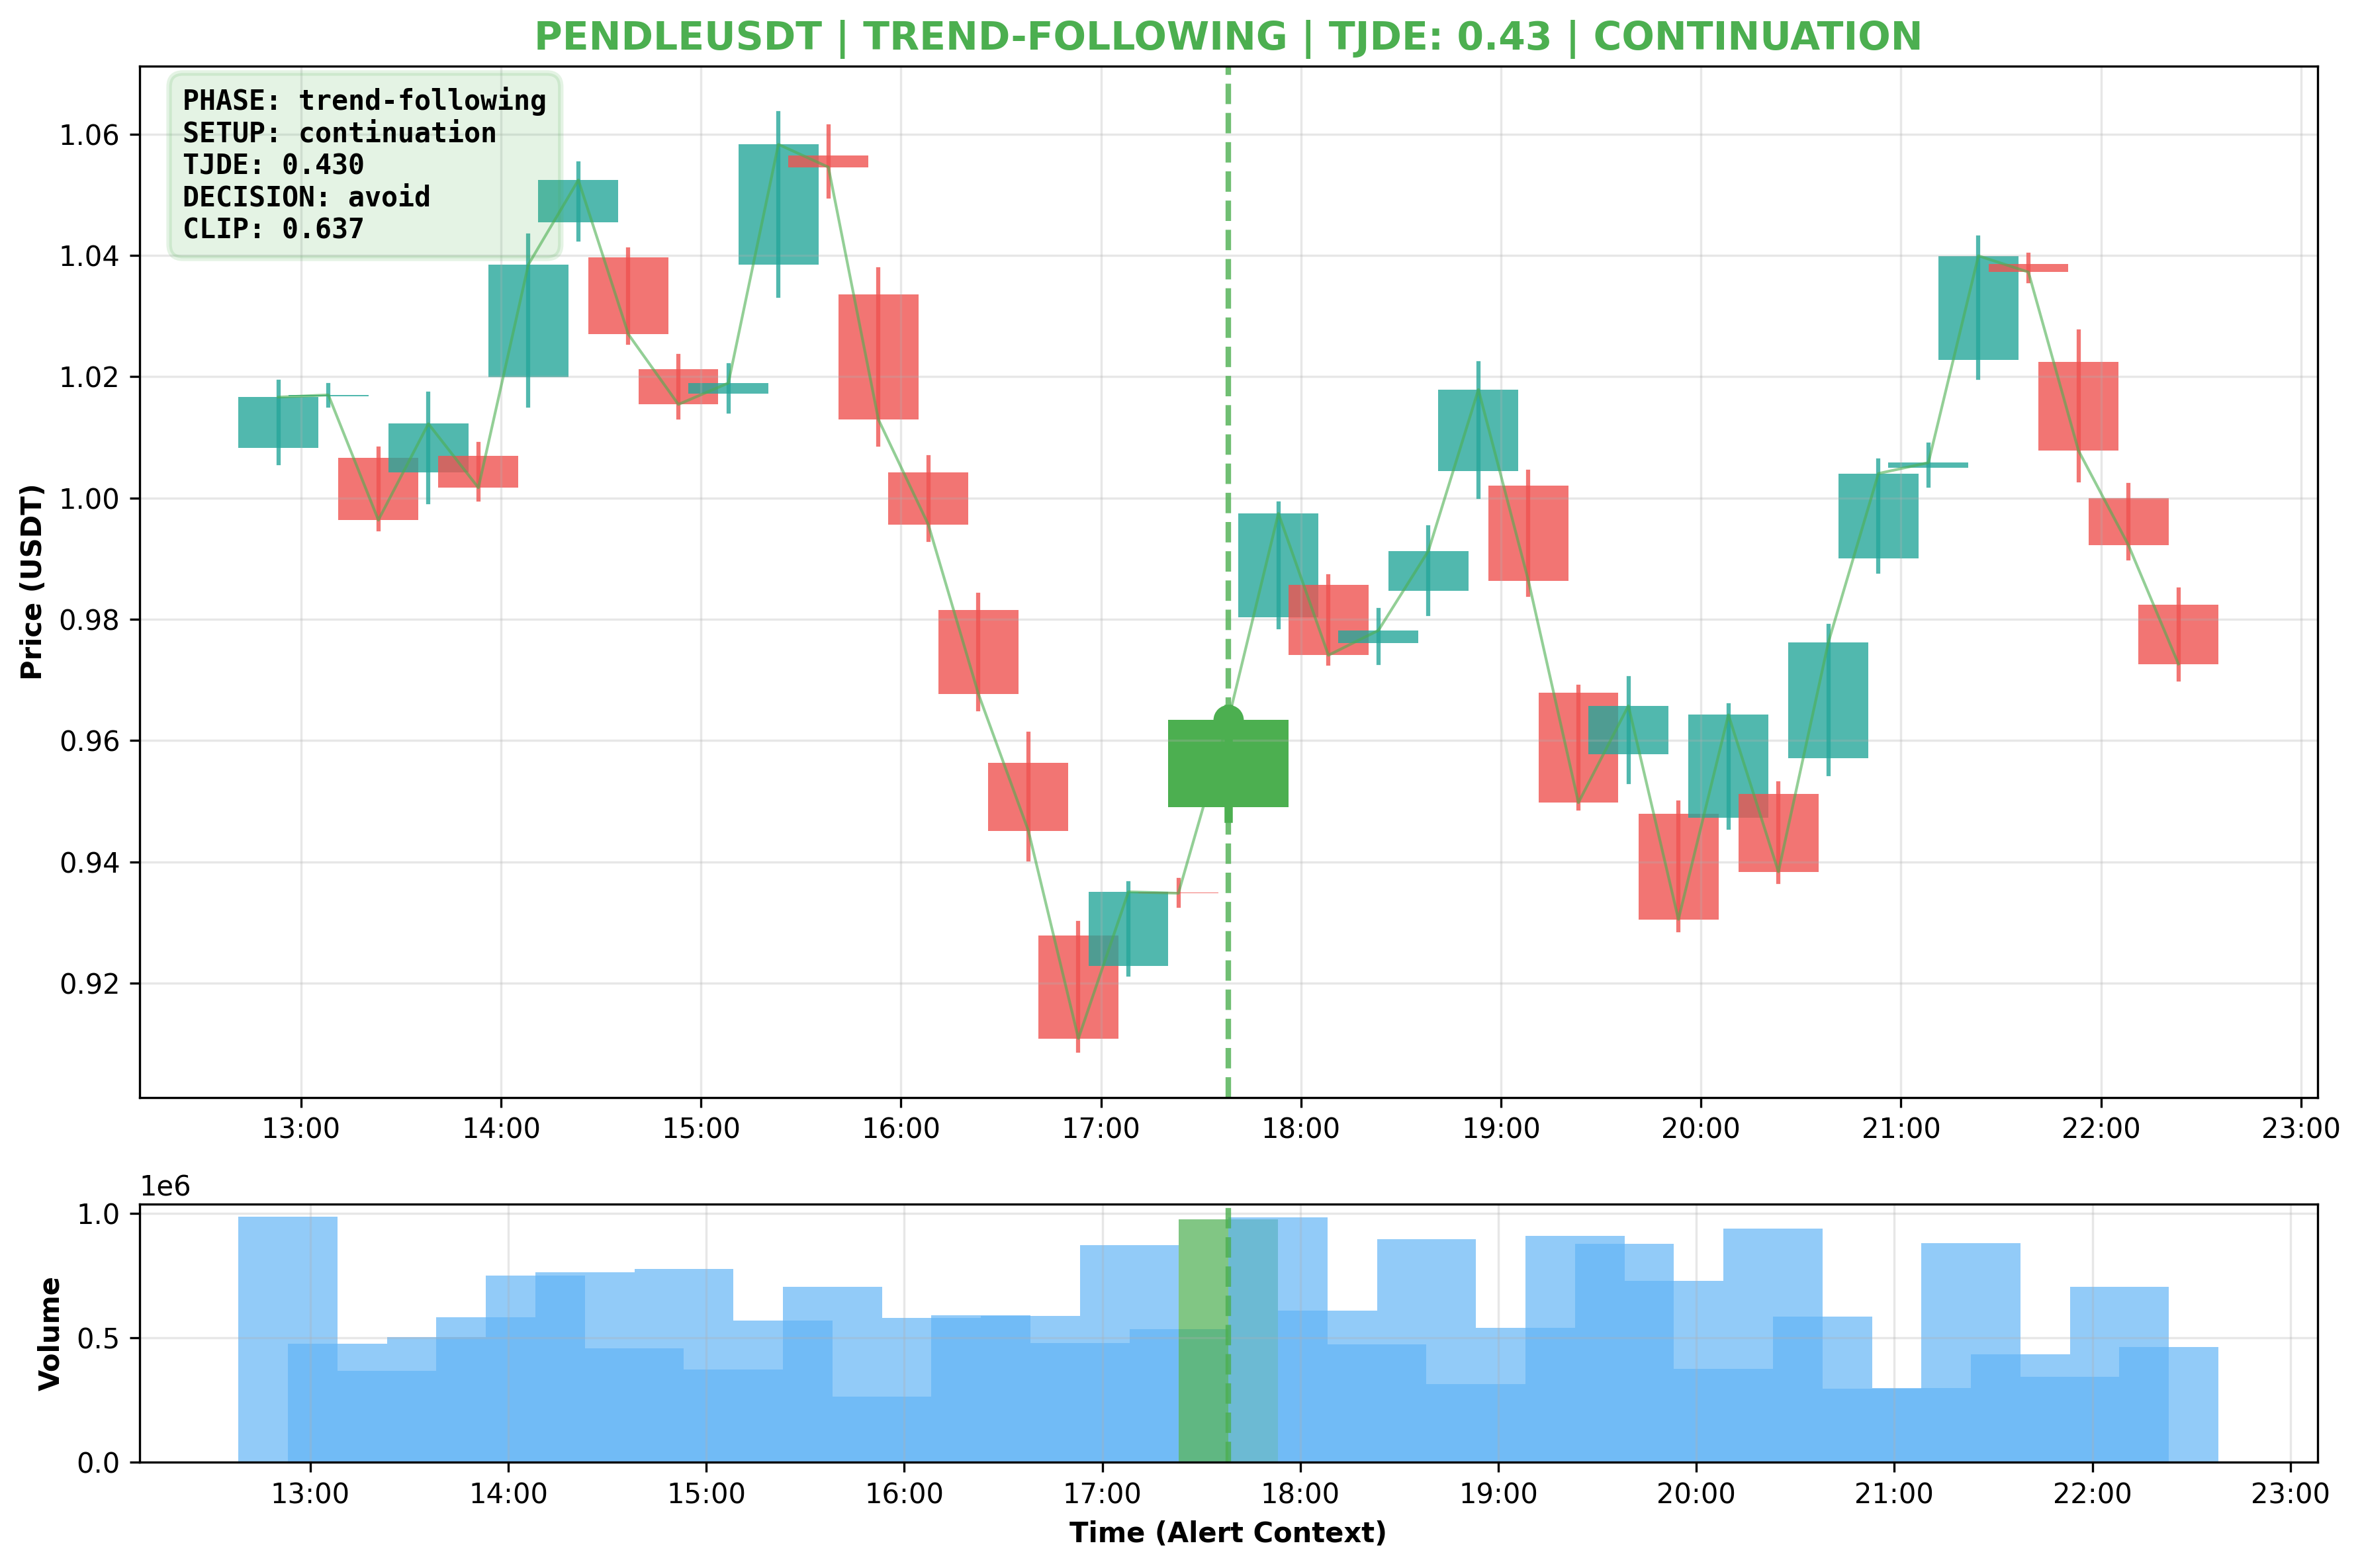 PENDLEUSDT | TREND-FOLLOWING | TJDE: 0.43 | CONTINUATION
PHASE: trend-following
SETUP: continuation
TJDE: 0.430
DECISION: avoid
CLIP: 0.637
Price (USDT)
1.06
1.04
1.02
1.00
0.98
0.96
0.94
0.92
13:00 14:00 15:00 16:00 17:00 18:00 19:00 20:00 21:00 22:00 23:00
1e6
Volume
1.0
0.5
0.0
13:00 14:00 15:00 16:00 17:00 18:00 19:00 20:00 21:00 22:00 23:00
Time (Alert Context)